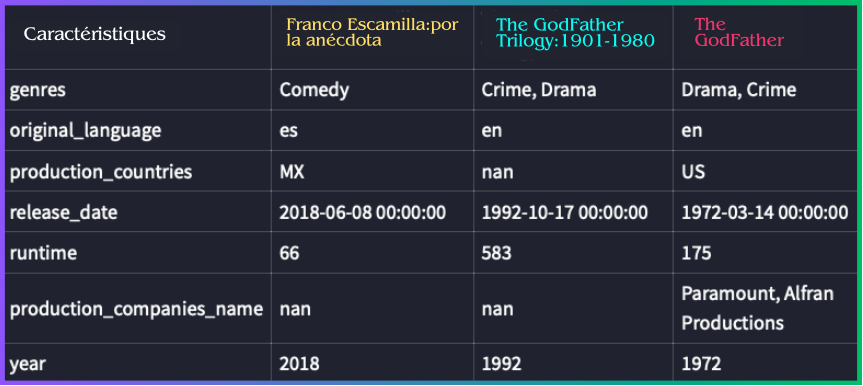 Caractéristiques Franco Escamilla:por la anécdota The GodFather Trilogy:1901-1980 The GodFather
genres Comedy Crime, Drama Drama, Crime
original_language es en en
production_countries MX nan US
release_date 2018-06-08 00:00:00 1992-10-17 00:00:00 1972-03-14 00:00:00
runtime 66 583 175
production_companies_name nan nan Paramount, Alfran Productions
year 2018 1992 1972